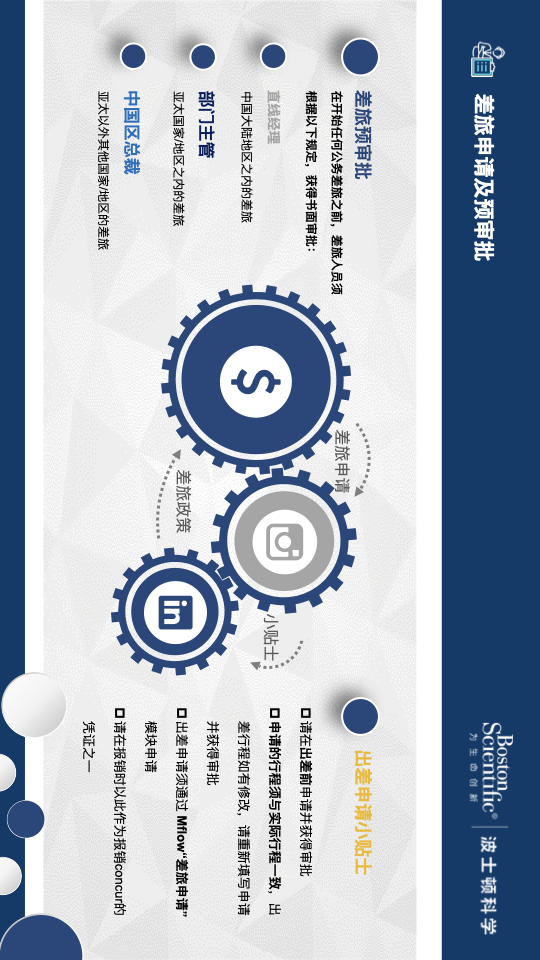 差旅申请及预审批
Boston
Scientific®
为生命创新
波士顿科学
差旅预审批
在开始任何公务差旅之前，差旅人员须
根据以下规定，获得书面审批：
直线经理
中国大陆地区之内的差旅
部门主管
亚太国家/地区之内的差旅
中国区总裁
亚太以外其他国家/地区的差旅
$
差旅申请
差旅政策
in
小贴士
出差申请小贴士
请在出差前申请并获得审批
申请的行程须与实际行程一致，出
差行程如有修改，请重新填写申请
并获得审批
出差申请须通过 Mflow“差旅申请”
模块申请
请在报销时以此作为报销concur的
凭证之一